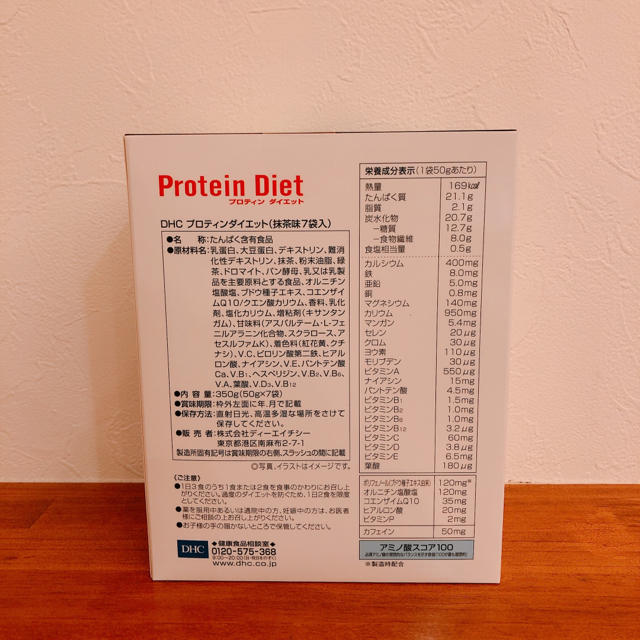 Protein Diet
プロティン ダイエット
DHC プロティンダイエット(抹茶味7袋入)
●名　　称：たんぱく含有食品
●原材料名：乳蛋白、大豆蛋白、デキストリン、難消
化性デキストリン、抹茶、粉末油脂、緑
茶、ドロマイト、パン酵母、乳又は乳製
品を主要原料とする食品、オルニチン
塩酸塩、ブドウ種子エキス、コエンザイ
ムQ10/クエン酸カリウム、香料、乳化
剤、塩化カリウム、増粘剤(キサンタン
ガム)、甘味料(アスパルテーム・L-フェ
ニルアラニン化合物、スクラロース、ア
セスルファムK)、着色料(紅花黄、クチ
ナシ)、V.C、ピロリン酸第二鉄、ヒアル
ロン酸、ナイアシン、V.E、パントテン酸
Ca、V.B1、ヘスペリジン、V.B2、V.B6、
V.A、葉酸、V.D3、V.B12
●内 容 量：350g(50g×7袋)
●賞味期限：枠外左面に年.月で記載
●保存方法：直射日光、高温多湿な場所をさけて
保存してください。
●販 売 者：株式会社ディーエイチシー
東京都港区南麻布2-7-1
製造所固有記号は賞味期限の右側、スラッシュの間に記載
◎写真、イラストはイメージです。
〈ご注意〉
●1日3食のうち1食または2食を食事のかわりにお召し上
がりください。過度のダイエットを防ぐため、1日2食を限度
としてください。
●薬を服用中あるいは通院中の方、妊娠中の方は、お医者
様にご相談の上お召し上がりください。
●お子様の手の届かないところで保管してください。
DHC
◆健康食品相談室◆
0120-575-368
9:00～20:00(日・祝日をのぞく)
www.dhc.co.jp
栄養成分表示(1袋50gあたり)
熱量 169kcal
たんぱく質 21.1g
脂質 2.1g
炭水化物 20.7g
－糖質 12.7g
－食物繊維 8.0g
食塩相当量 0.5g
カルシウム 400mg
鉄 8.0mg
亜鉛 5.0mg
銅 0.8mg
マグネシウム 140mg
カリウム 950mg
マンガン 5.4mg
セレン 20μg
クロム 30μg
ヨウ素 110μg
モリブデン 30μg
ビタミンA 550μg
ナイアシン 15mg
パントテン酸 4.5mg
ビタミンB1 1.5mg
ビタミンB2 1.0mg
ビタミンB6 1.0mg
ビタミンB12 3.2μg
ビタミンC 60mg
ビタミンD 3.8μg
ビタミンE 6.5mg
葉酸 180μg
ポリフェノール(ブドウ種子エキス由来) 120mg※
オルニチン塩酸塩 120mg
コエンザイムQ10 35mg
ヒアルロン酸 20mg
ビタミンP 2mg
カフェイン 50mg
アミノ酸スコア100
※製造時配合